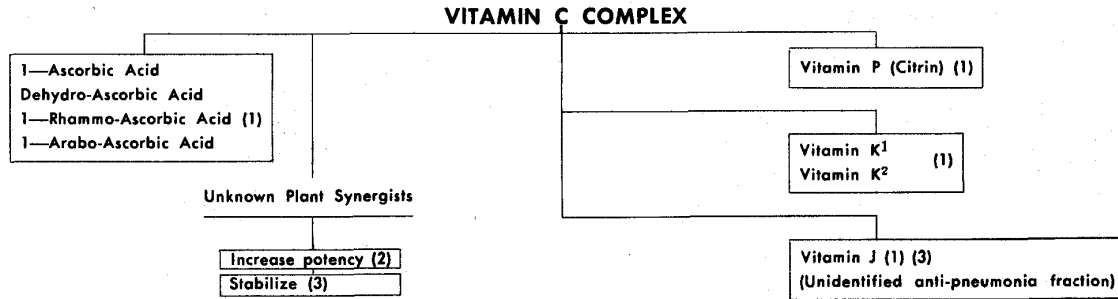 VITAMIN C COMPLEX
1—Ascorbic Acid
Dehydro-Ascorbic Acid
1—Rhammo-Ascorbic Acid (1)
1—Arabo-Ascorbic Acid
Unknown Plant Synergists
Increase potency (2)
Stabilize (3)
Vitamin P (Citrin) (1)
Vitamin K¹ (1)
Vitamin K²
Vitamin J (1) (3)
(Unidentified anti-pneumonia fraction)